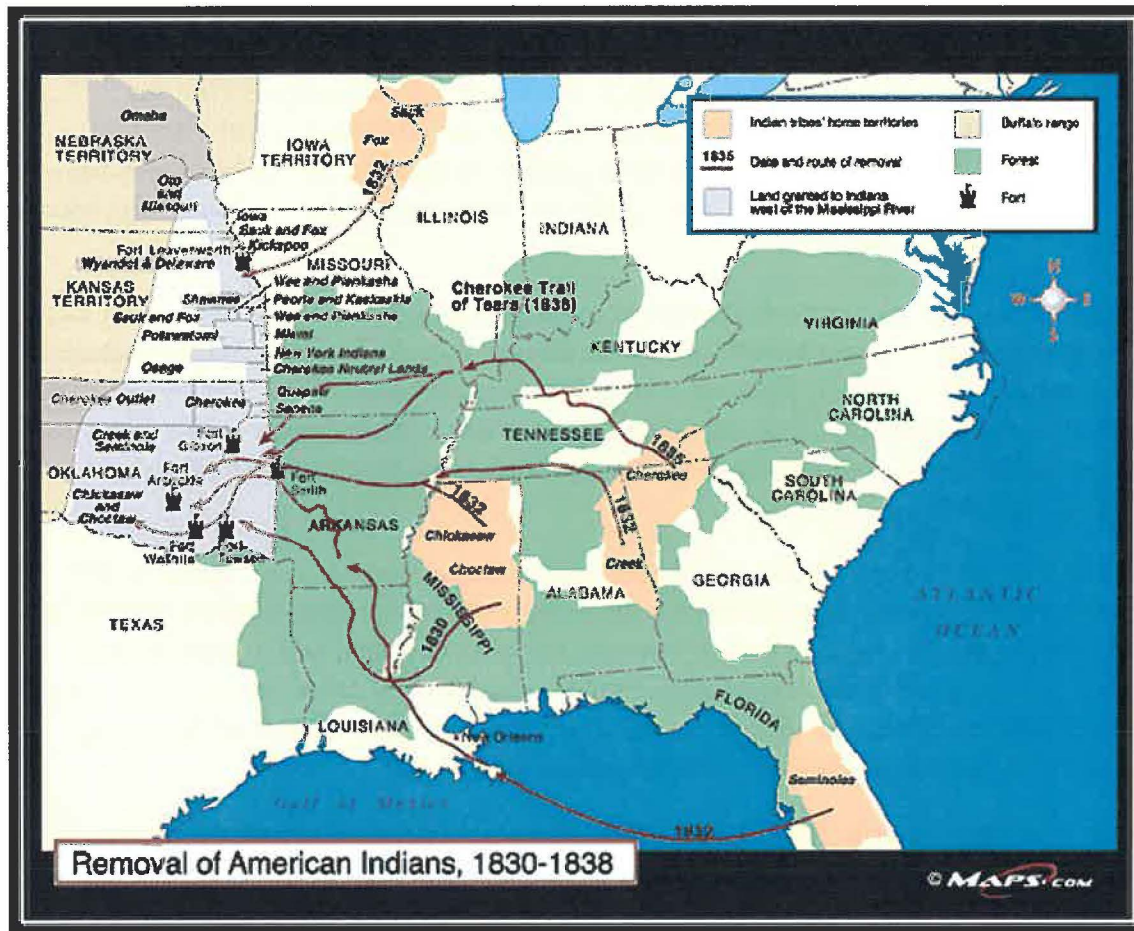 Omaha
NEBRASKA
TERRITORY
Oto
and
Missouri
IOWA
TERRITORY
Sauk
Fox
1832
Indian tribes' home territories
1835 Date and route of removal
Land granted to Indians
west of the Mississippi River
Buffalo range
Forest
Fort
ILLINOIS
INDIANA
Iowa
Sauk and Fox
Kickapoo
Fort Leavenworth
Wyandot & Delaware
KANSAS
TERRITORY
MISSOURI
Wea and Piankasha
Peoria and Kaskaskia
Wea and Piankasha
Miami
New York Indians
Cherokee Neutral Lands
Shawnee
Sauk and Fox
Potawatomi
Osage
Cherokee Outlet
Cherokee
Quapaw
Seneca
Cherokee Trail
of Tears (1838)
KENTUCKY
VIRGINIA
N
W
E
S
NORTH
CAROLINA
SOUTH
CAROLINA
TENNESSEE
1835
Cherokee
Creek and
Seminole
Fort
Gibson
OKLAHOMA
Fort
Arbuckle
Fort
Smith
Chickasaw
and
Choctaw
Fort
Washita
Fort
Towson
ARKANSAS
1832
Chickasaw
Choctaw
MISSISSIPPI
1830
1832
Creek
ALABAMA
GEORGIA
ATLANTIC
OCEAN
TEXAS
LOUISIANA
New Orleans
FLORIDA
Seminoles
Gulf of Mexico
1832
Removal of American Indians, 1830-1838
© MAPS.COM